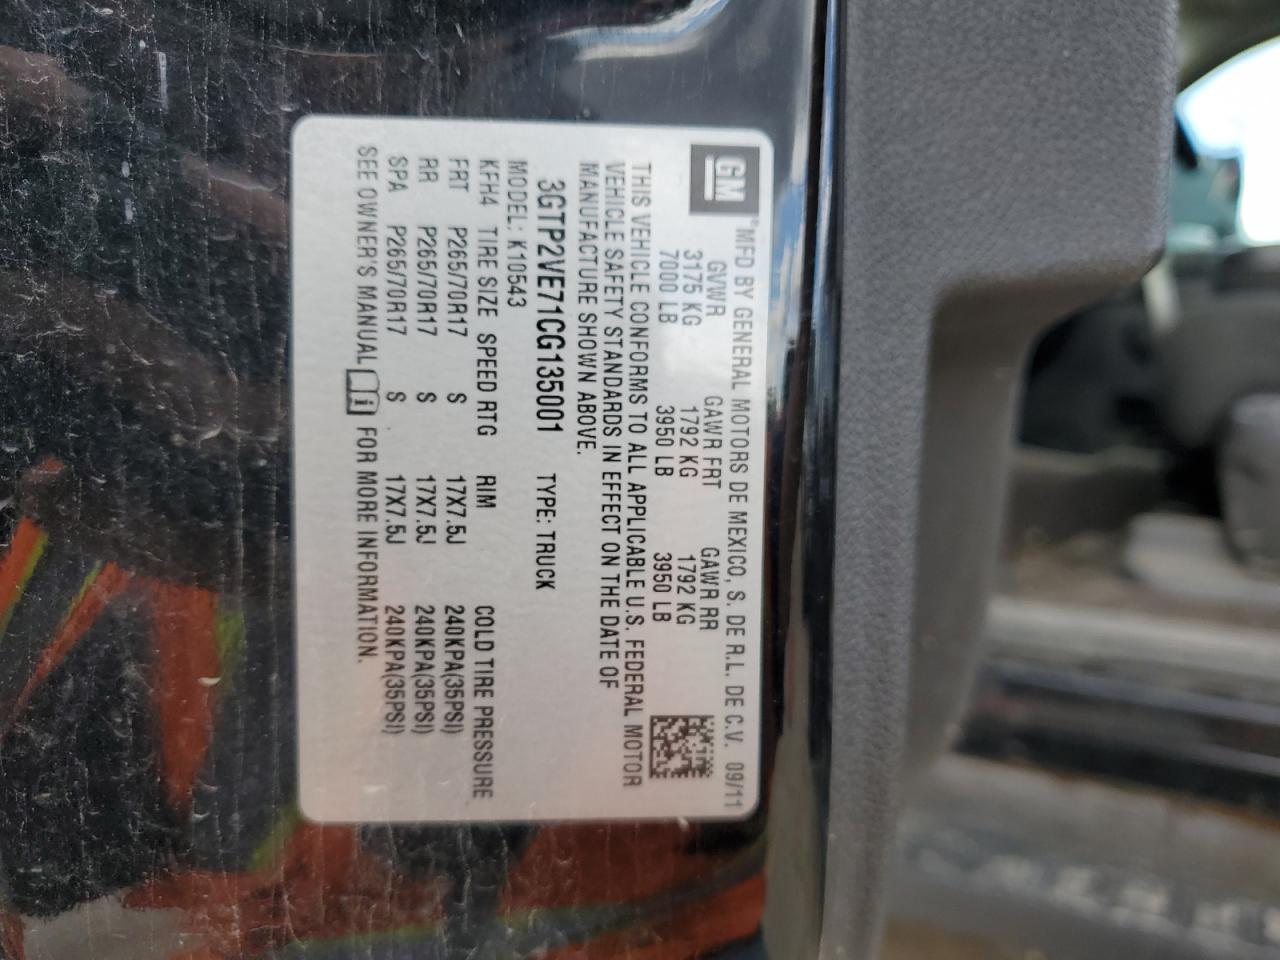 GM
® MFD BY GENERAL MOTORS DE MEXICO, S. DE R.L. DE C.V. 09/11
GVWR GAWR FRT GAWR RR
3175 KG 1792 KG 1792 KG
7000 LB 3950 LB 3950 LB
THIS VEHICLE CONFORMS TO ALL APPLICABLE U.S. FEDERAL MOTOR
VEHICLE SAFETY STANDARDS IN EFFECT ON THE DATE OF
MANUFACTURE SHOWN ABOVE.
3GTP2VE71CG135001 TYPE: TRUCK
MODEL: K10543
KFH4 TIRE SIZE SPEED RTG RIM COLD TIRE PRESSURE
FRT P265/70R17 S 17X7.5J 240KPA(35PSI)
RR P265/70R17 S 17X7.5J 240KPA(35PSI)
SPA P265/70R17 S 17X7.5J 240KPA(35PSI)
SEE OWNER'S MANUAL i FOR MORE INFORMATION.